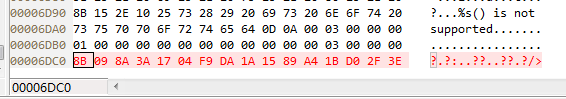 00006D90 8B 15 2E 10 25 73 28 29 20 69 73 20 6E 6F 74 20 ?...%s() is not
00006DA0 73 75 70 70 6F 72 74 65 64 0D 0A 00 03 00 00 00 supported.......
00006DB0 01 00 00 00 00 00 00 00 00 00 00 00 03 00 00 00 ................
00006DC0 8B 09 8A 3A 17 04 F9 DA 1A 15 89 A4 1B D0 2F 3E ?.?:..??..??.?/>
00006DC0